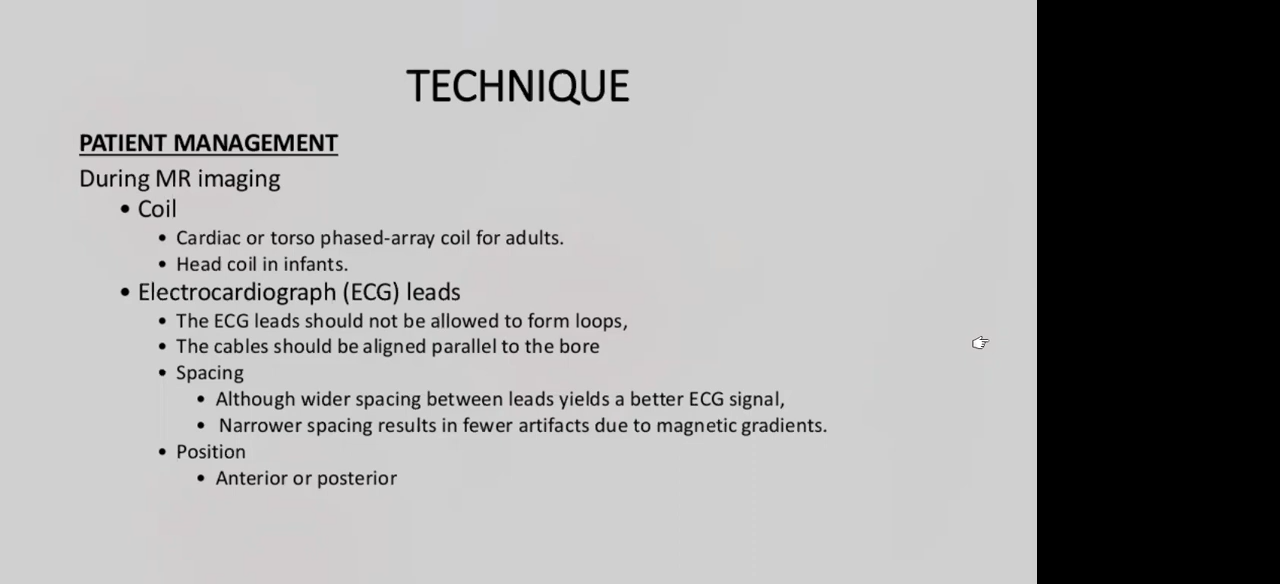 TECHNIQUE
PATIENT MANAGEMENT
During MR imaging
• Coil
• Cardiac or torso phased-array coil for adults.
• Head coil in infants.
• Electrocardiograph (ECG) leads
• The ECG leads should not be allowed to form loops,
• The cables should be aligned parallel to the bore
• Spacing
• Although wider spacing between leads yields a better ECG signal,
• Narrower spacing results in fewer artifacts due to magnetic gradients.
• Position
• Anterior or posterior